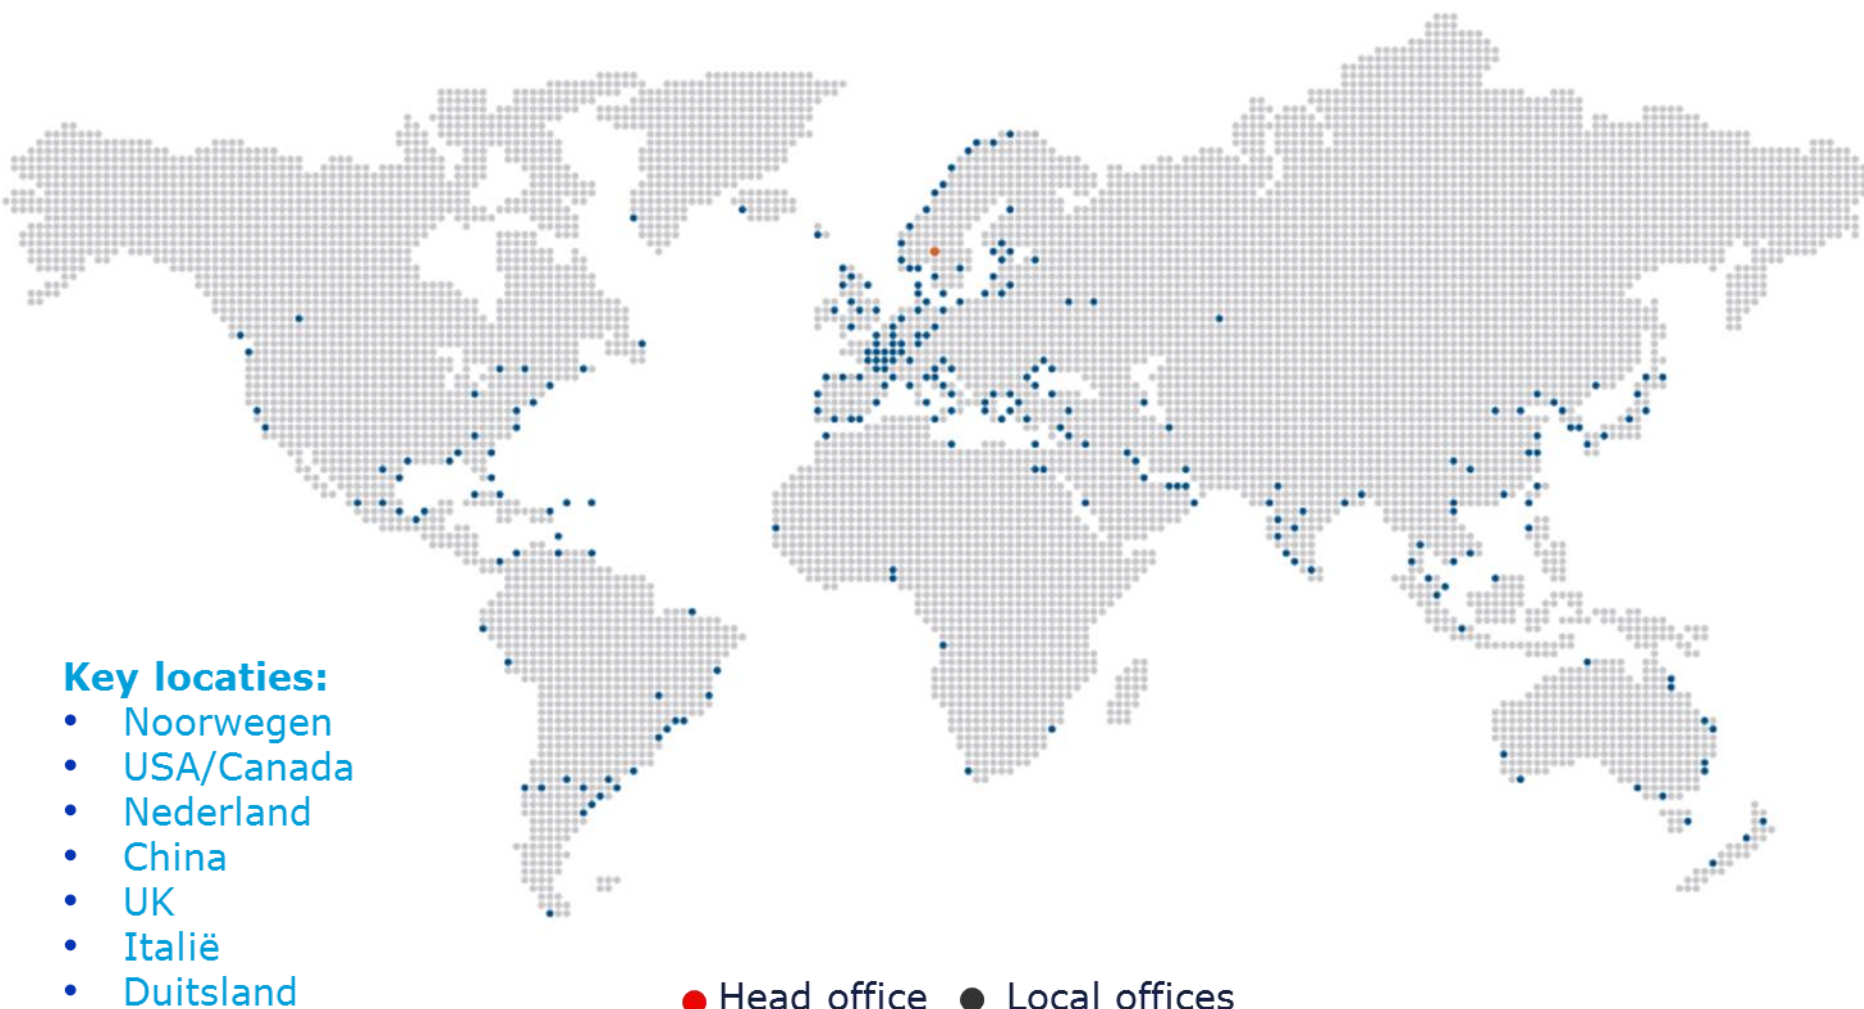 Key locaties:
• Noorwegen
• USA/Canada
• Nederland
• China
• UK
• Italië
• Duitsland
Head office Local offices